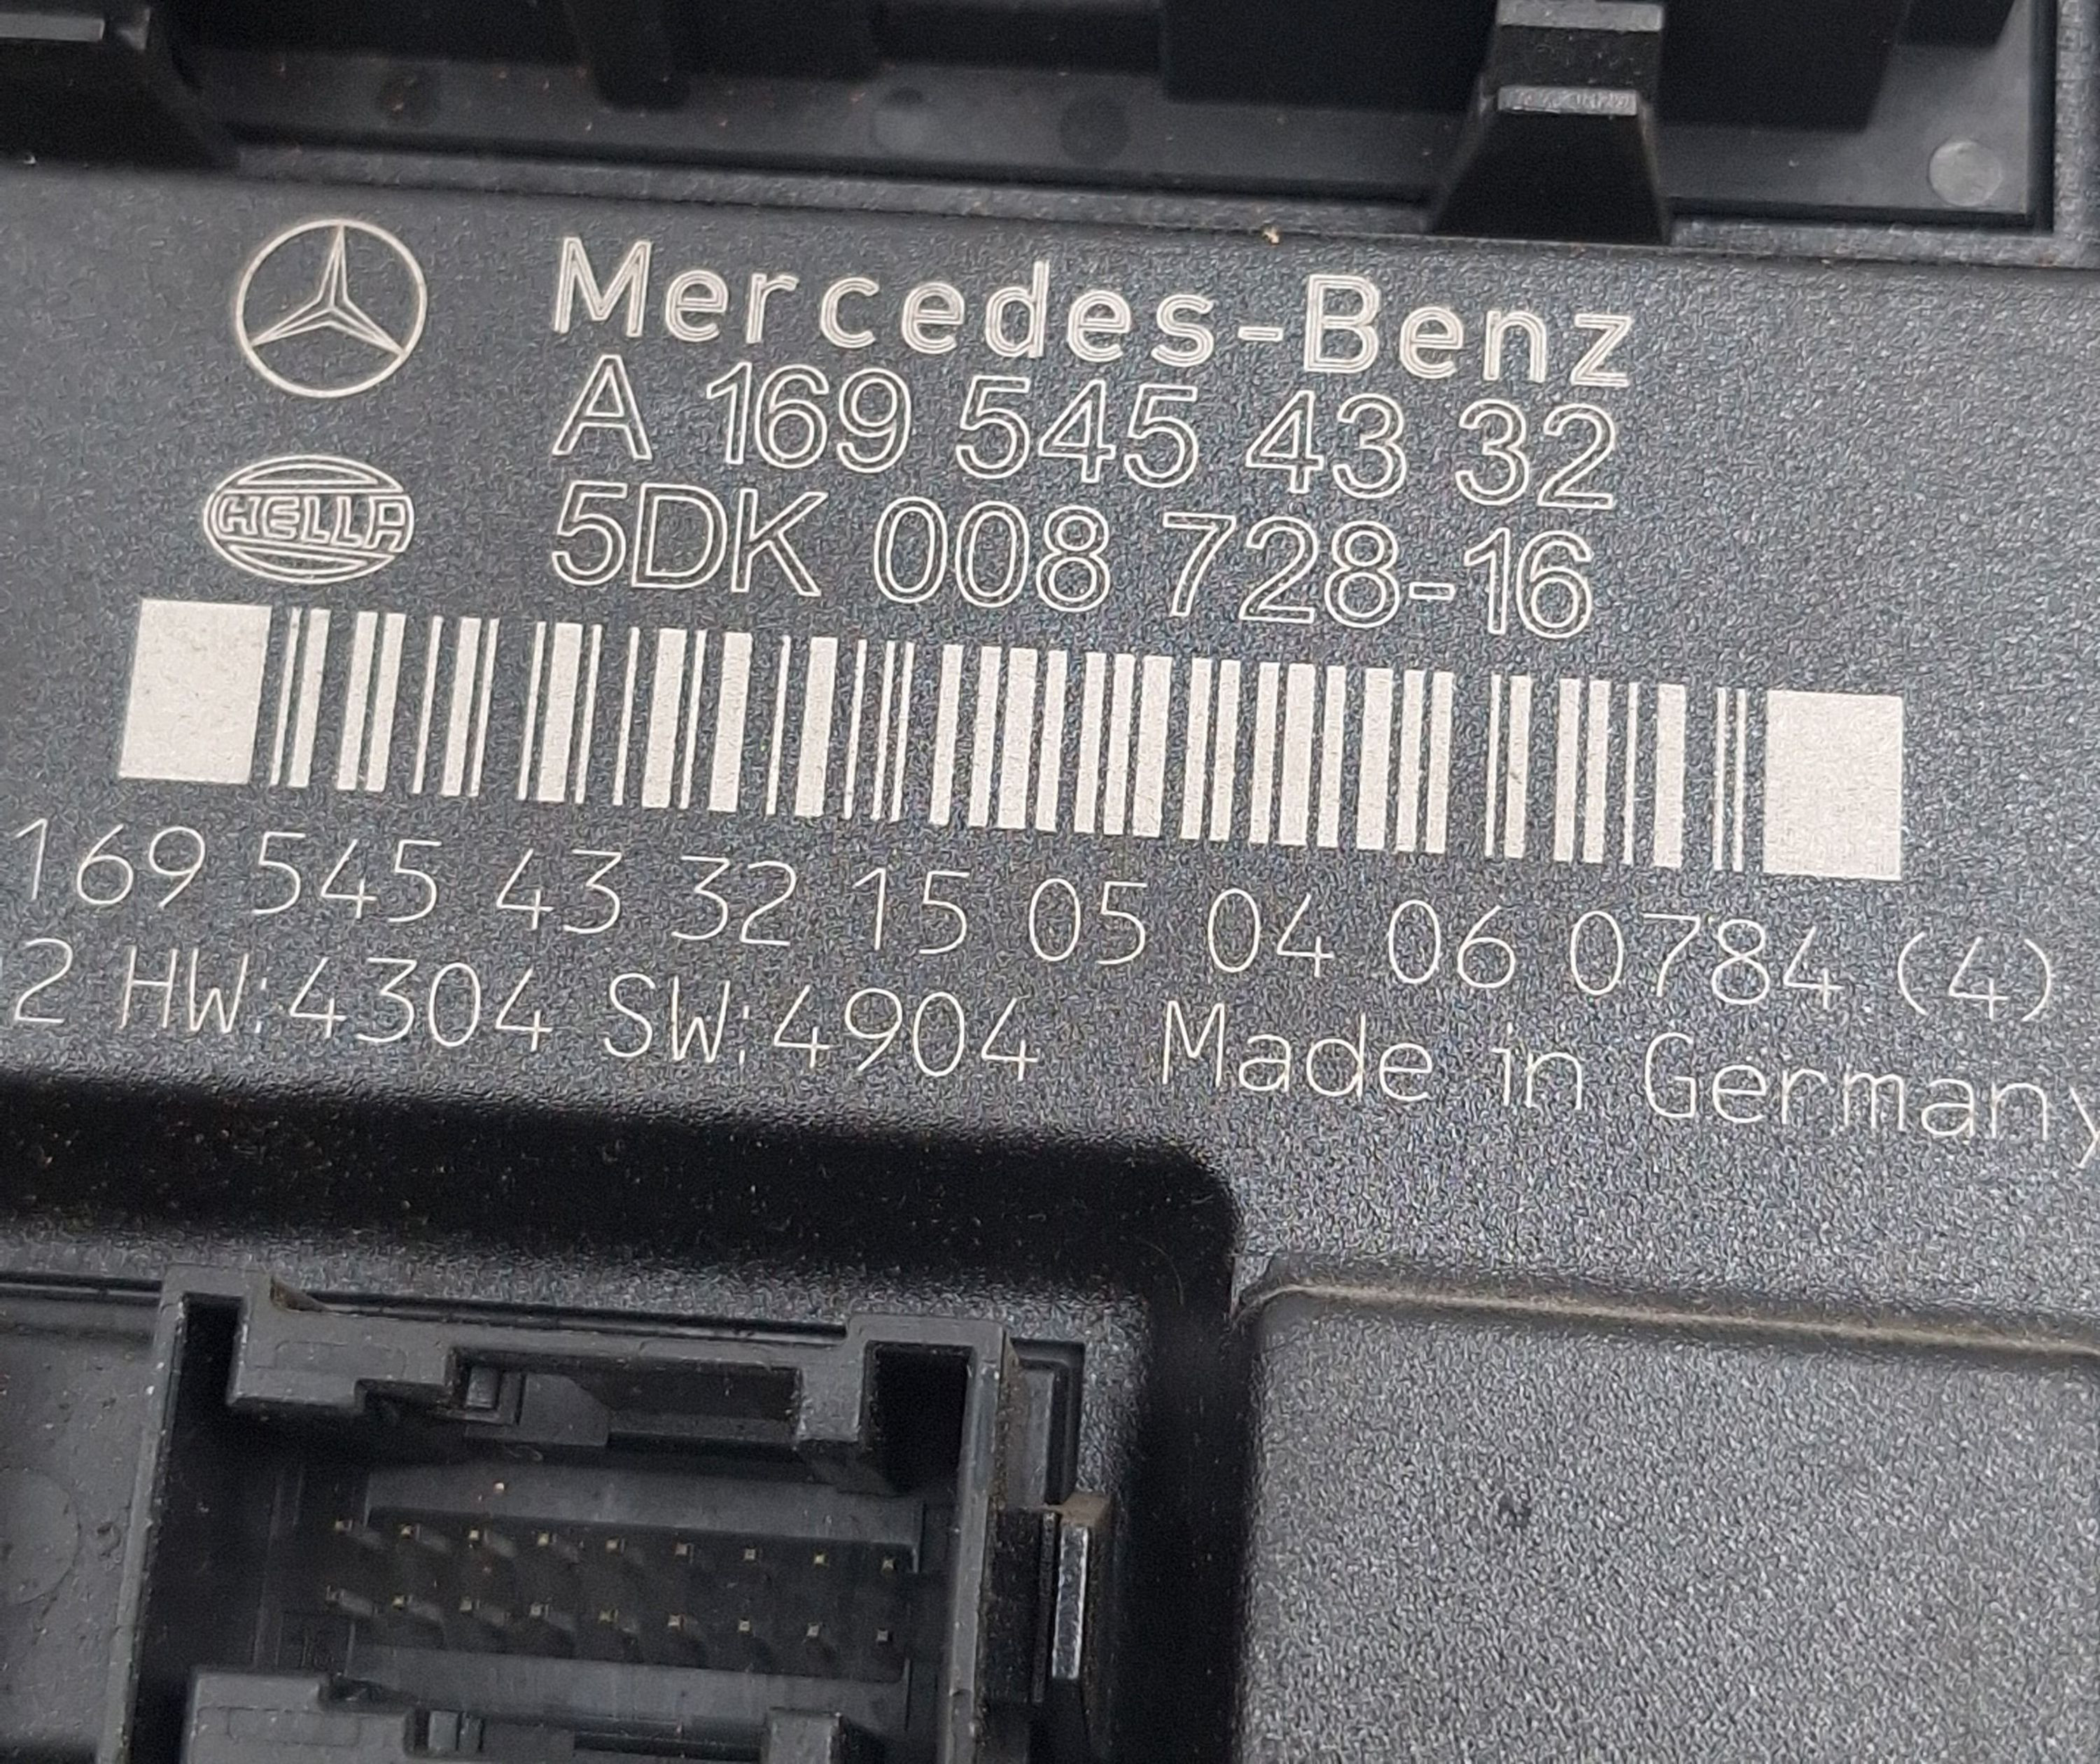 Mercedes-Benz
A 169 545 43 32
HELLA
5DK 008 728-16
169 545 43 32 15 05 04 06 0784 (4)
2 HW:4304 SW:4904 Made in Germany